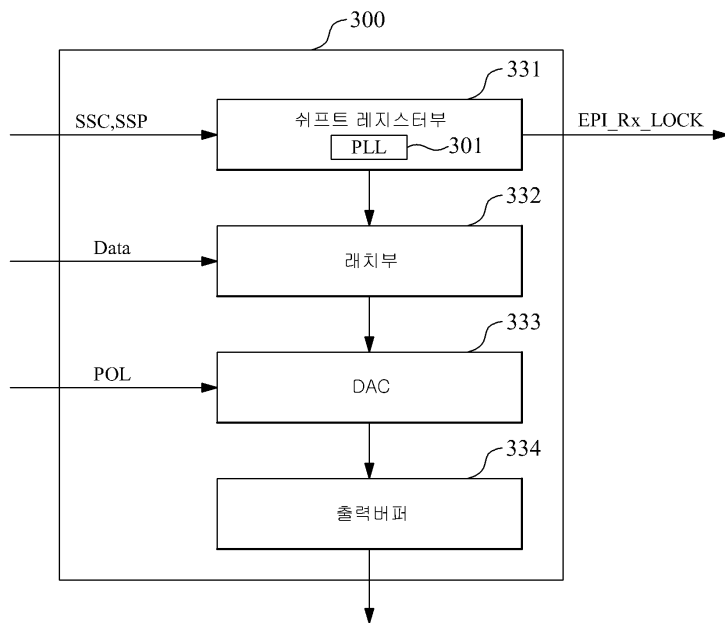 300
331
SSC,SSP
쉬프트 레지스터부
EPI_Rx_LOCK
PLL
301
332
Data
래치부
333
POL
DAC
334
출력버퍼